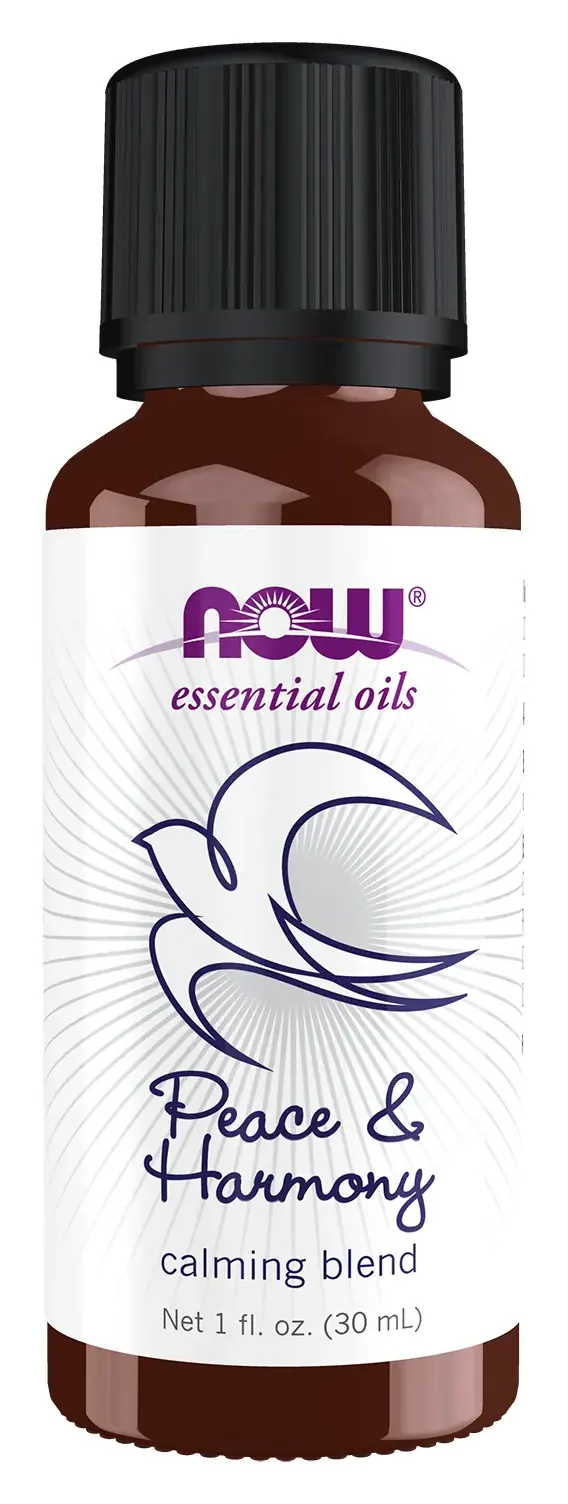 now®
essential oils
Peace &
Harmony
calming blend
Net 1 fl. oz. (30 mL)